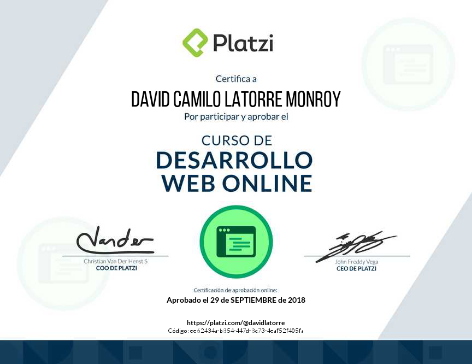 Platzi
Certifica a
DAVID CAMILO LATORRE MONROY
Por participar y aprobar el
CURSO DE
DESARROLLO
WEB ONLINE
Christian Van Der Henst S
COO DE PLATZI
John Freddy Vega
CEO DE PLATZI
Certificación de aprobación online:
Aprobado el 29 de SEPTIEMBRE de 2018
https://platzi.com/@davidlatorre
Código: